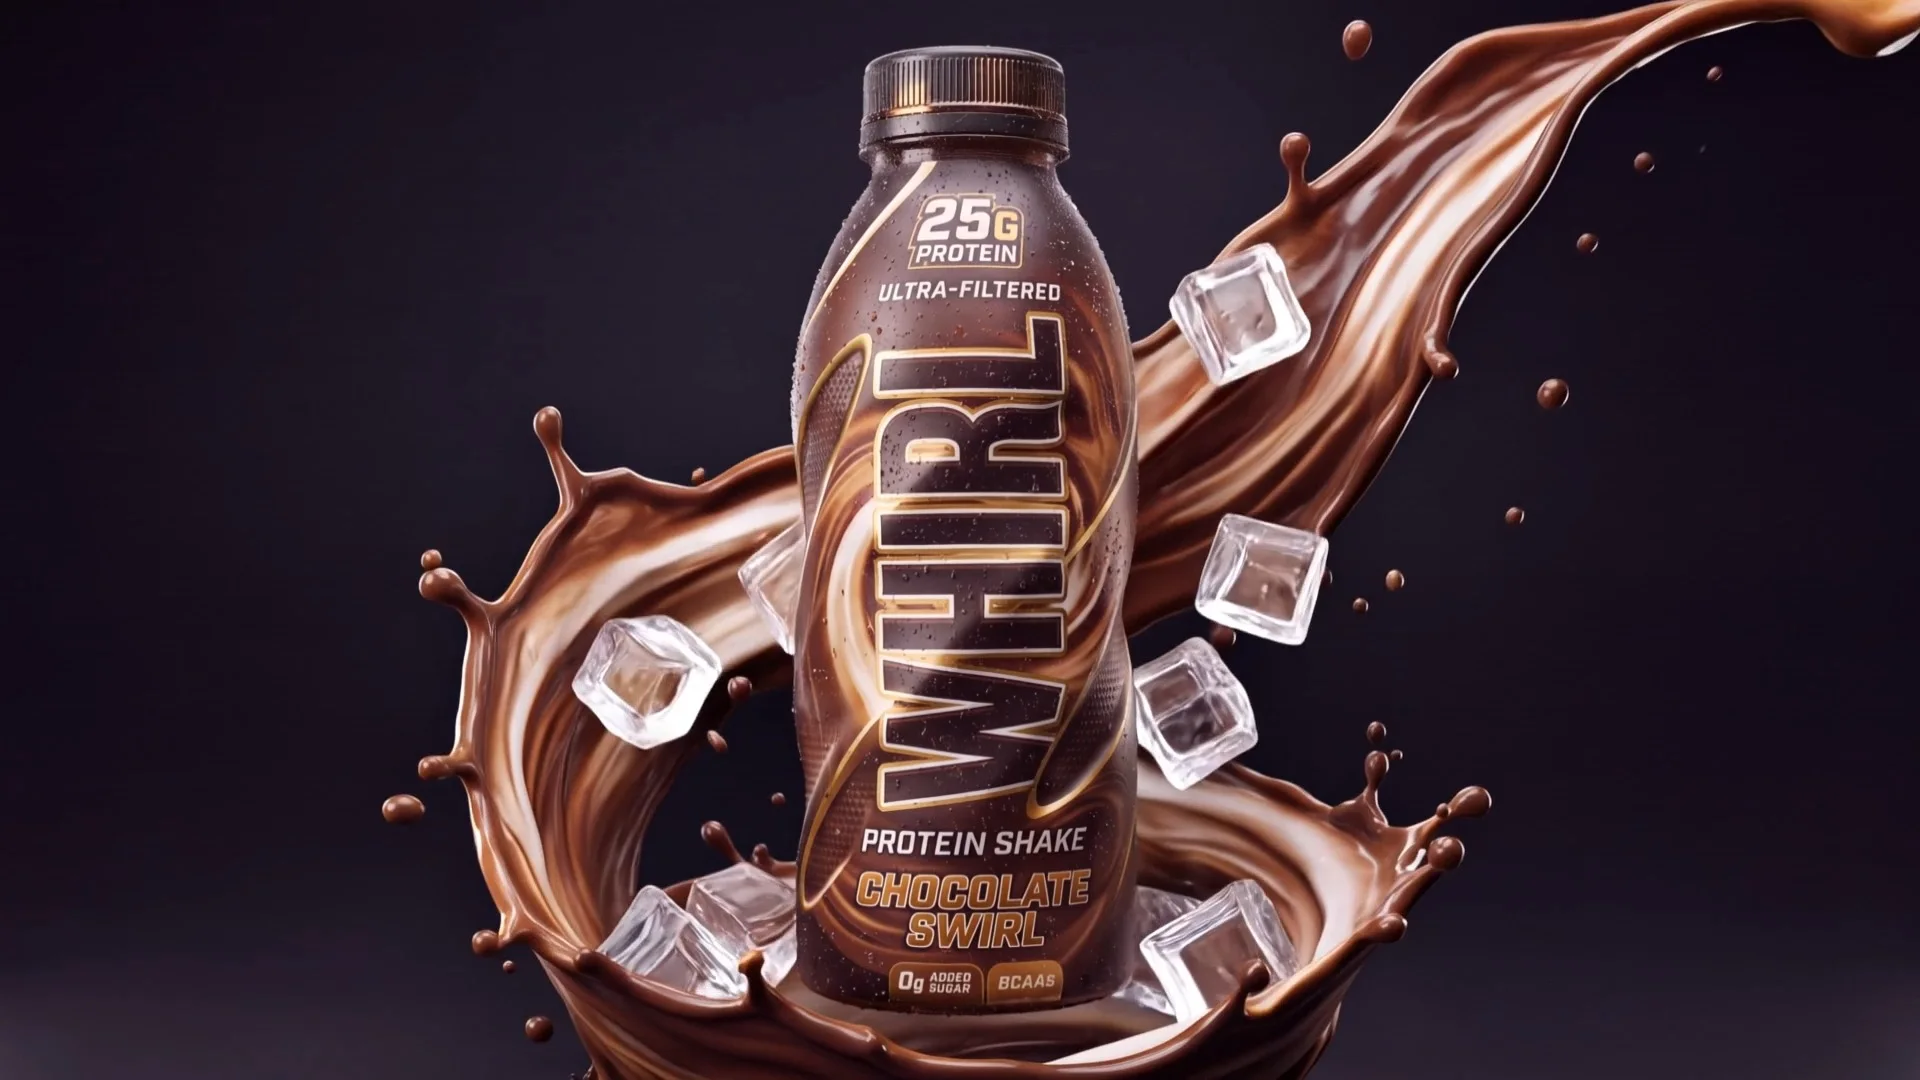 25G
PROTEIN
ULTRA-FILTERED
WHIRL
PROTEIN SHAKE
CHOCOLATE
SWIRL
0g ADDED SUGAR
BCAAS